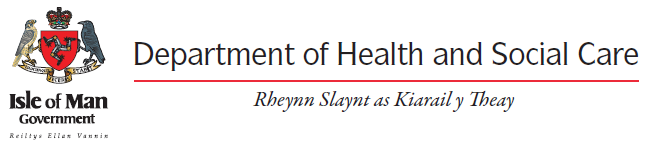 Department of Health and Social Care
Rheynn Slaynt as Kiarail y Theay
Isle of Man
Government
Reiltys Ellan Vannin